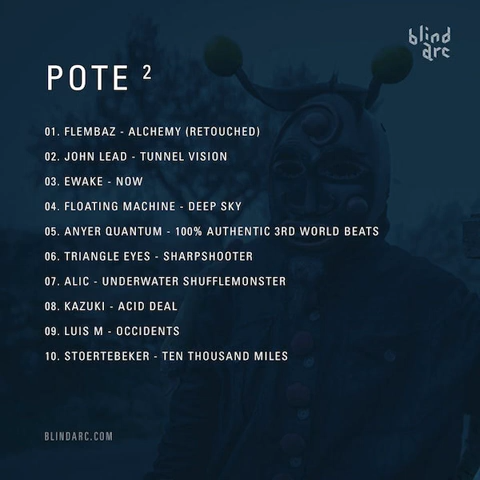 blind
arc
POTE ²
01. FLEMBAZ - ALCHEMY (RETOUCHED)
02. JOHN LEAD - TUNNEL VISION
03. EWAKE - NOW
04. FLOATING MACHINE - DEEP SKY
05. ANYER QUANTUM - 100% AUTHENTIC 3RD WORLD BEATS
06. TRIANGLE EYES - SHARPSHOOTER
07. ALIC - UNDERWATER SHUFFLEMONSTER
08. KAZUKI - ACID DEAL
09. LUIS M - OCCIDENTS
10. STOERTEBEKER - TEN THOUSAND MILES
BLINDARC.COM